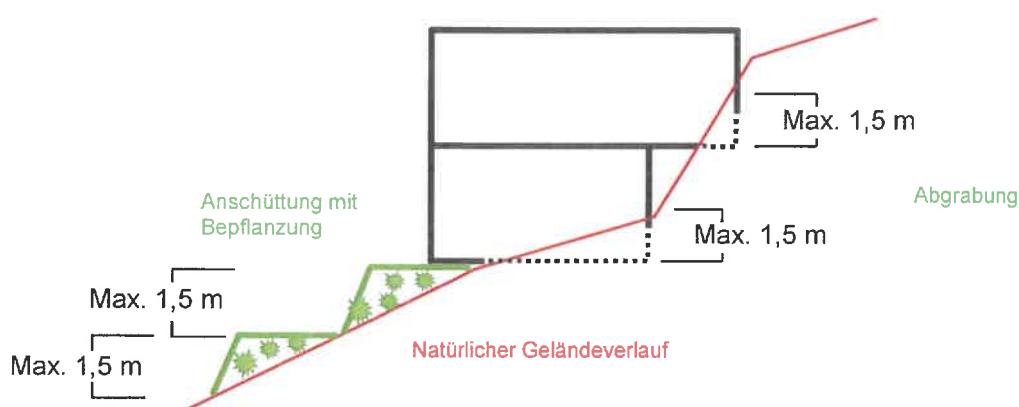 Max. 1,5 m
Anschüttung mit
Bepflanzung
Abgrabung
Max. 1,5 m
Max. 1,5 m
Natürlicher Geländeverlauf
Max. 1,5 m